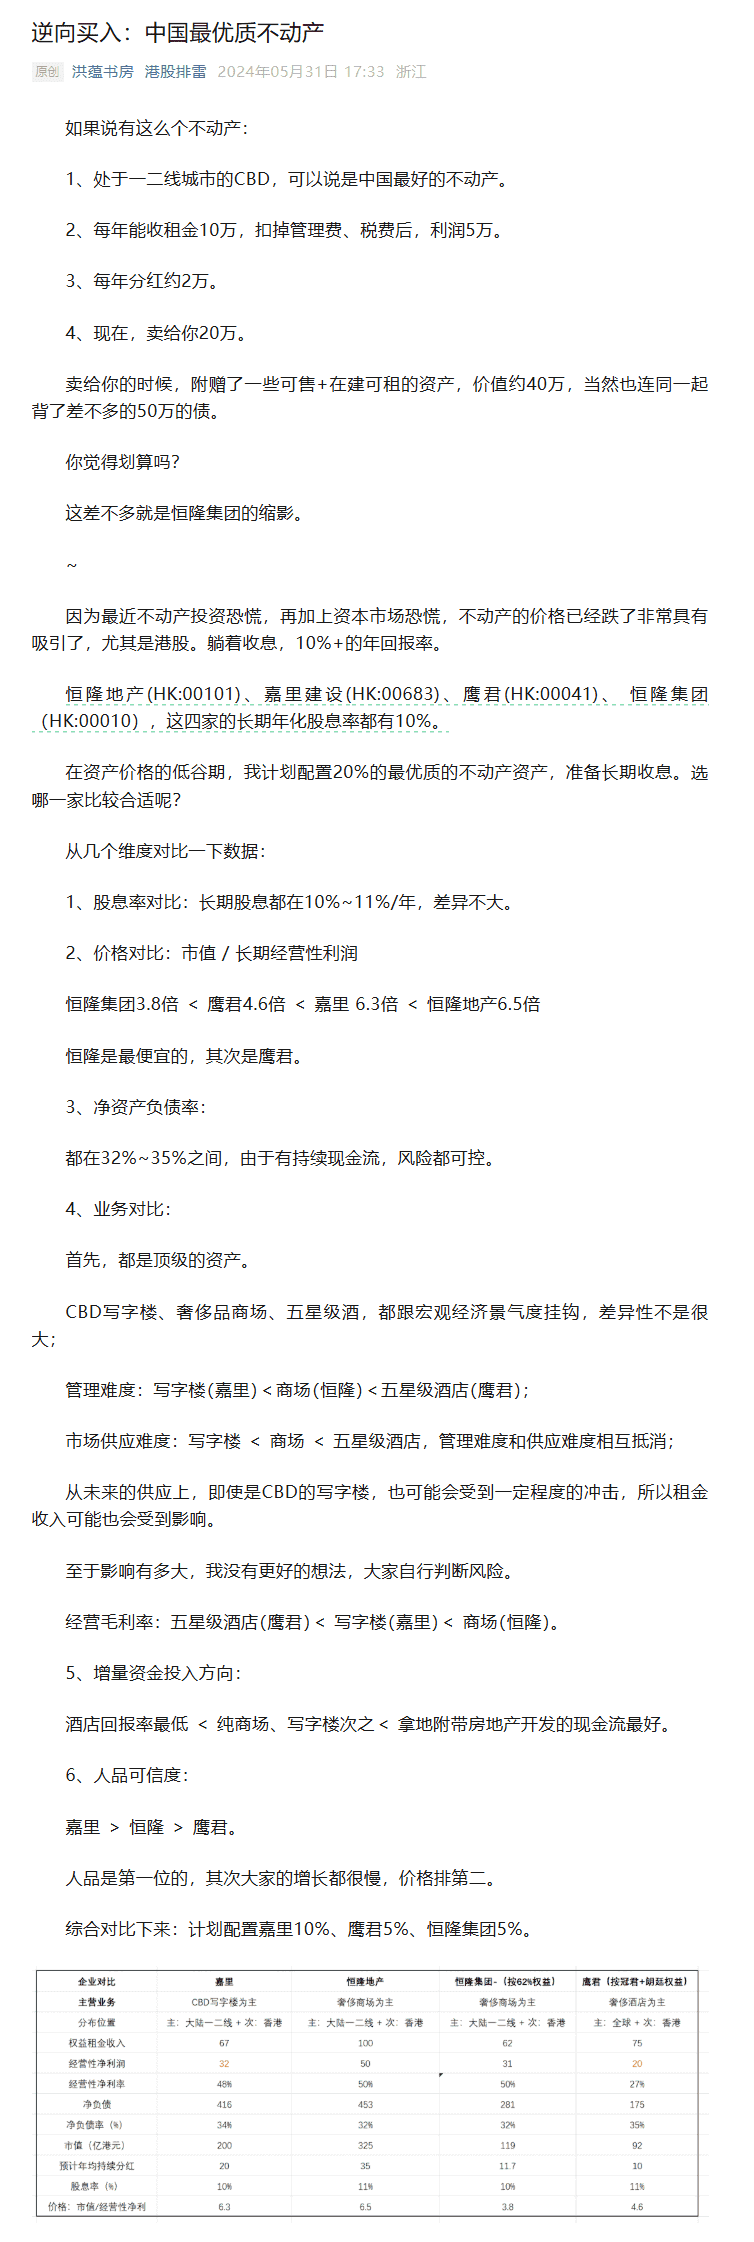 逆向买入：中国最优质不动产
原创 洪蕴书房 港股排雷 2024年05月31日 17:33 浙江
如果说有这么个不动产：
1、处于一二线城市的CBD，可以说是中国最好的不动产。
2、每年能收租金10万，扣掉管理费、税费后，利润5万。
3、每年分红约2万。
4、现在，卖给你20万。
卖给你的时候，附赠了一些可售+在建可租的资产，价值约40万，当然也连同一起
背了差不多的50万的债。
你觉得划算吗？
这差不多就是恒隆集团的缩影。
~
因为最近不动产投资恐慌，再加上资本市场恐慌，不动产的价格已经跌了非常具有
吸引了，尤其是港股。躺着收息，10%+的年回报率。
恒隆地产(HK:00101)、嘉里建设(HK:00683)、鹰君(HK:00041)、 恒隆集团
（HK:00010），这四家的长期年化股息率都有10%。
在资产价格的低谷期，我计划配置20%的最优质的不动产资产，准备长期收息。选
哪一家比较合适呢？
从几个维度对比一下数据：
1、股息率对比：长期股息都在10%~11%/年，差异不大。
2、价格对比：市值 / 长期经营性利润
恒隆集团3.8倍 < 鹰君4.6倍 < 嘉里 6.3倍 < 恒隆地产6.5倍
恒隆是最便宜的，其次是鹰君。
3、净资产负债率：
都在32%~35%之间，由于有持续现金流，风险都可控。
4、业务对比：
首先，都是顶级的资产。
CBD写字楼、奢侈品商场、五星级酒，都跟宏观经济景气度挂钩，差异性不是很
大；
管理难度：写字楼(嘉里)＜商场(恒隆)＜五星级酒店(鹰君)；
市场供应难度：写字楼 < 商场 < 五星级酒店，管理难度和供应难度相互抵消；
从未来的供应上，即使是CBD的写字楼，也可能会受到一定程度的冲击，所以租金
收入可能也会受到影响。
至于影响有多大，我没有更好的想法，大家自行判断风险。
经营毛利率：五星级酒店(鹰君)＜ 写字楼(嘉里)＜ 商场(恒隆)。
5、增量资金投入方向：
酒店回报率最低 < 纯商场、写字楼次之＜ 拿地附带房地产开发的现金流最好。
6、人品可信度：
嘉里 > 恒隆 > 鹰君。
人品是第一位的，其次大家的增长都很慢，价格排第二。
综合对比下来：计划配置嘉里10%、鹰君5%、恒隆集团5%。
企业对比 嘉里 恒隆地产 恒隆集团-（按62%权益） 鹰君（按冠君+朗廷权益）
主营业务 CBD写字楼为主 奢侈商场为主 奢侈商场为主 奢侈酒店为主
分布位置 主：大陆一二线 + 次：香港 主：大陆一二线 + 次：香港 主：大陆一二线 + 次：香港 主：全球 + 次：香港
权益租金收入 67 100 62 75
经营性净利润 32 50 31 20
经营性净利率 48% 50% 50% 27%
净负债 416 453 281 175
净负债率（%） 34% 32% 32% 35%
市值（亿港元） 200 325 119 92
预计年均持续分红 20 35 11.7 10
股息率（%） 10% 11% 10% 11%
价格：市值/经营性净利 6.3 6.5 3.8 4.6